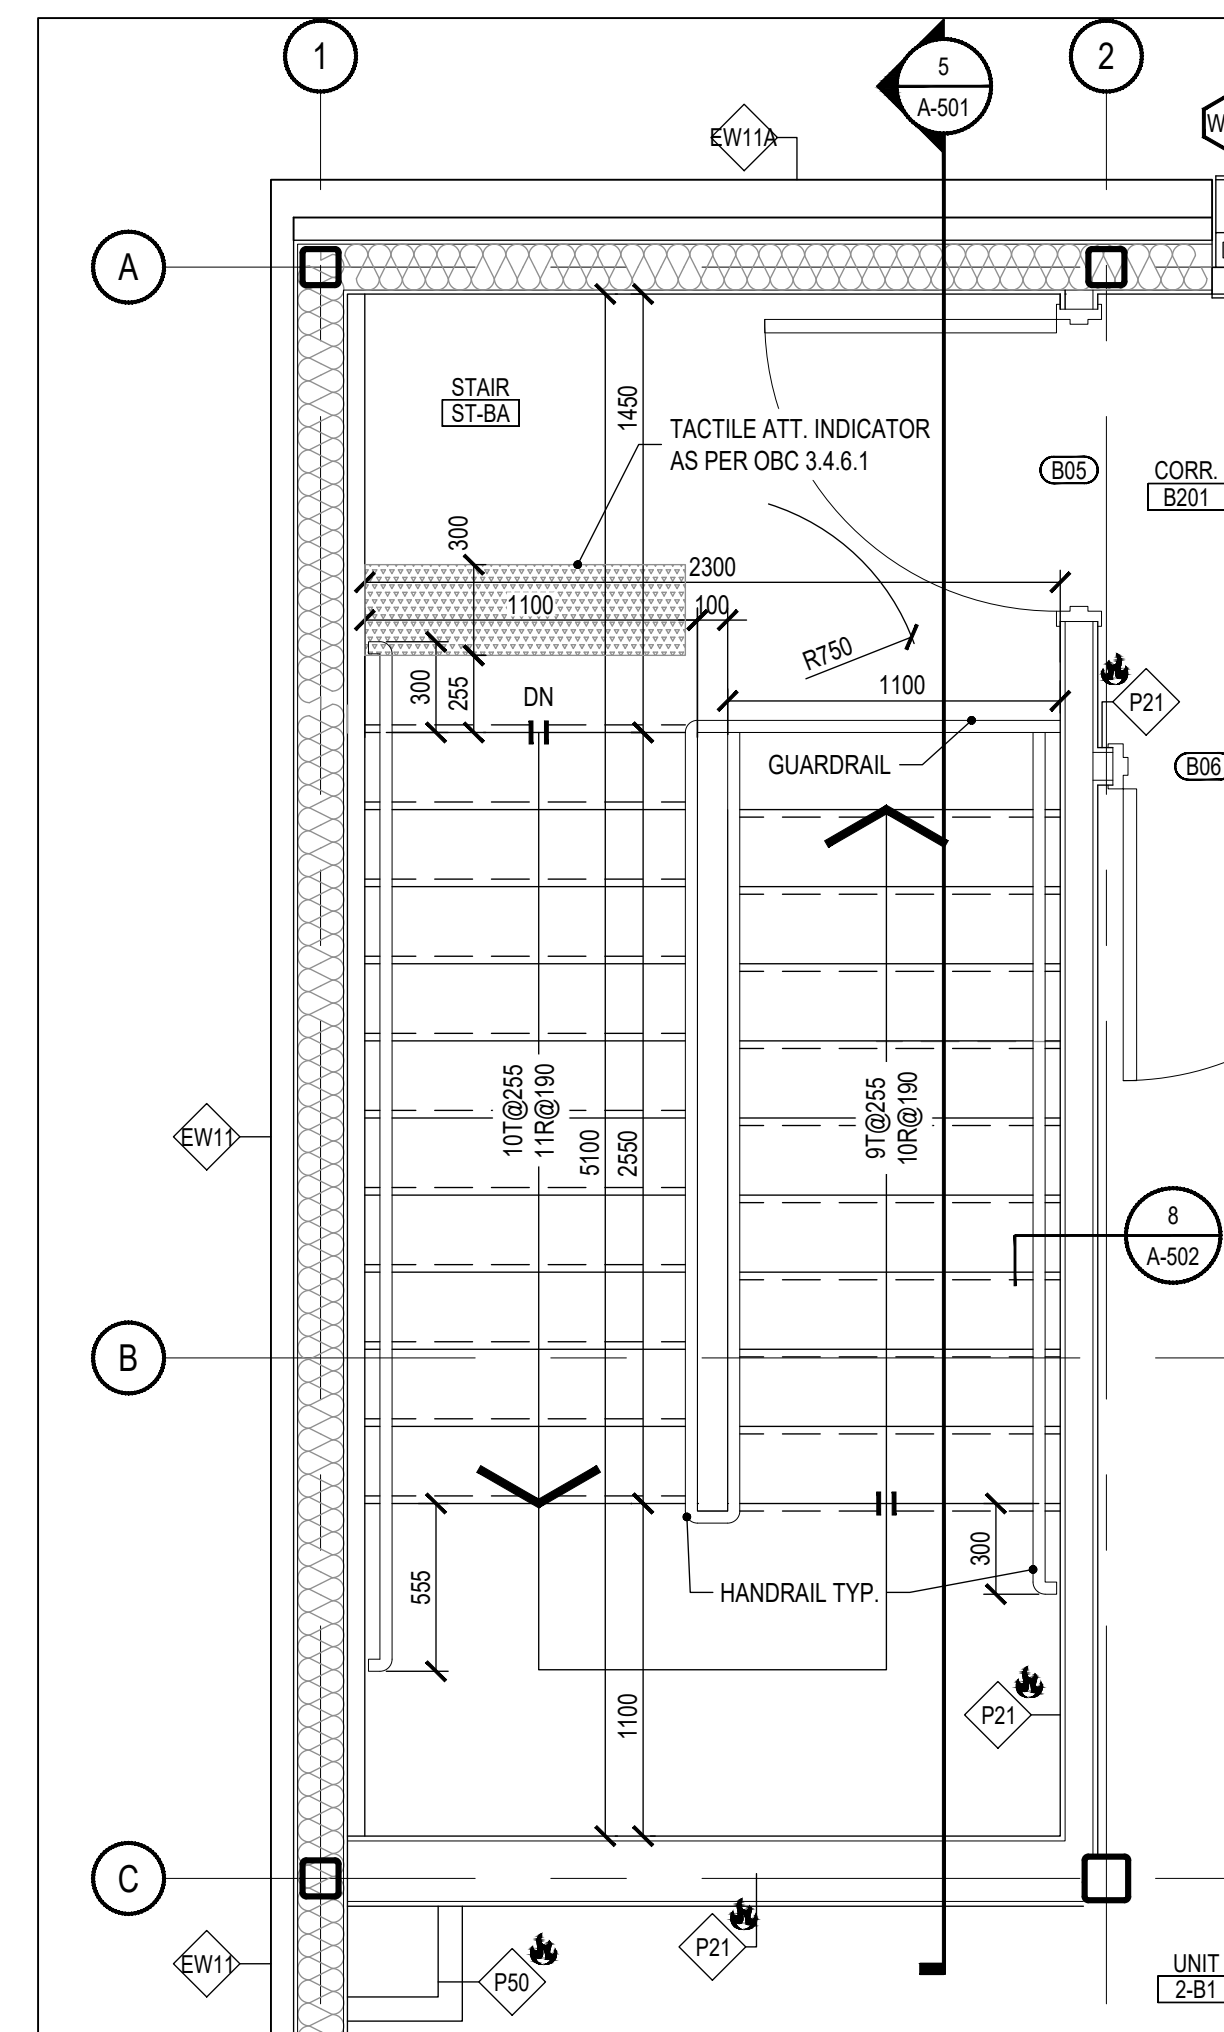 1
5
A-501
2
EW11A
W
A
STAIR
ST-BA
1450
TACTILE ATT. INDICATOR
AS PER OBC 3.4.6.1
B05
CORR.
B201
300
2300
1100
100
R750
300
255
DN
1100
P21
GUARDRAIL
B06
10T@255
11R@190
5100
2550
9T@255
10R@190
EW11
8
A-502
B
555
300
HANDRAIL TYP.
1100
P21
C
EW11
P50
P21
UNIT
2-B1